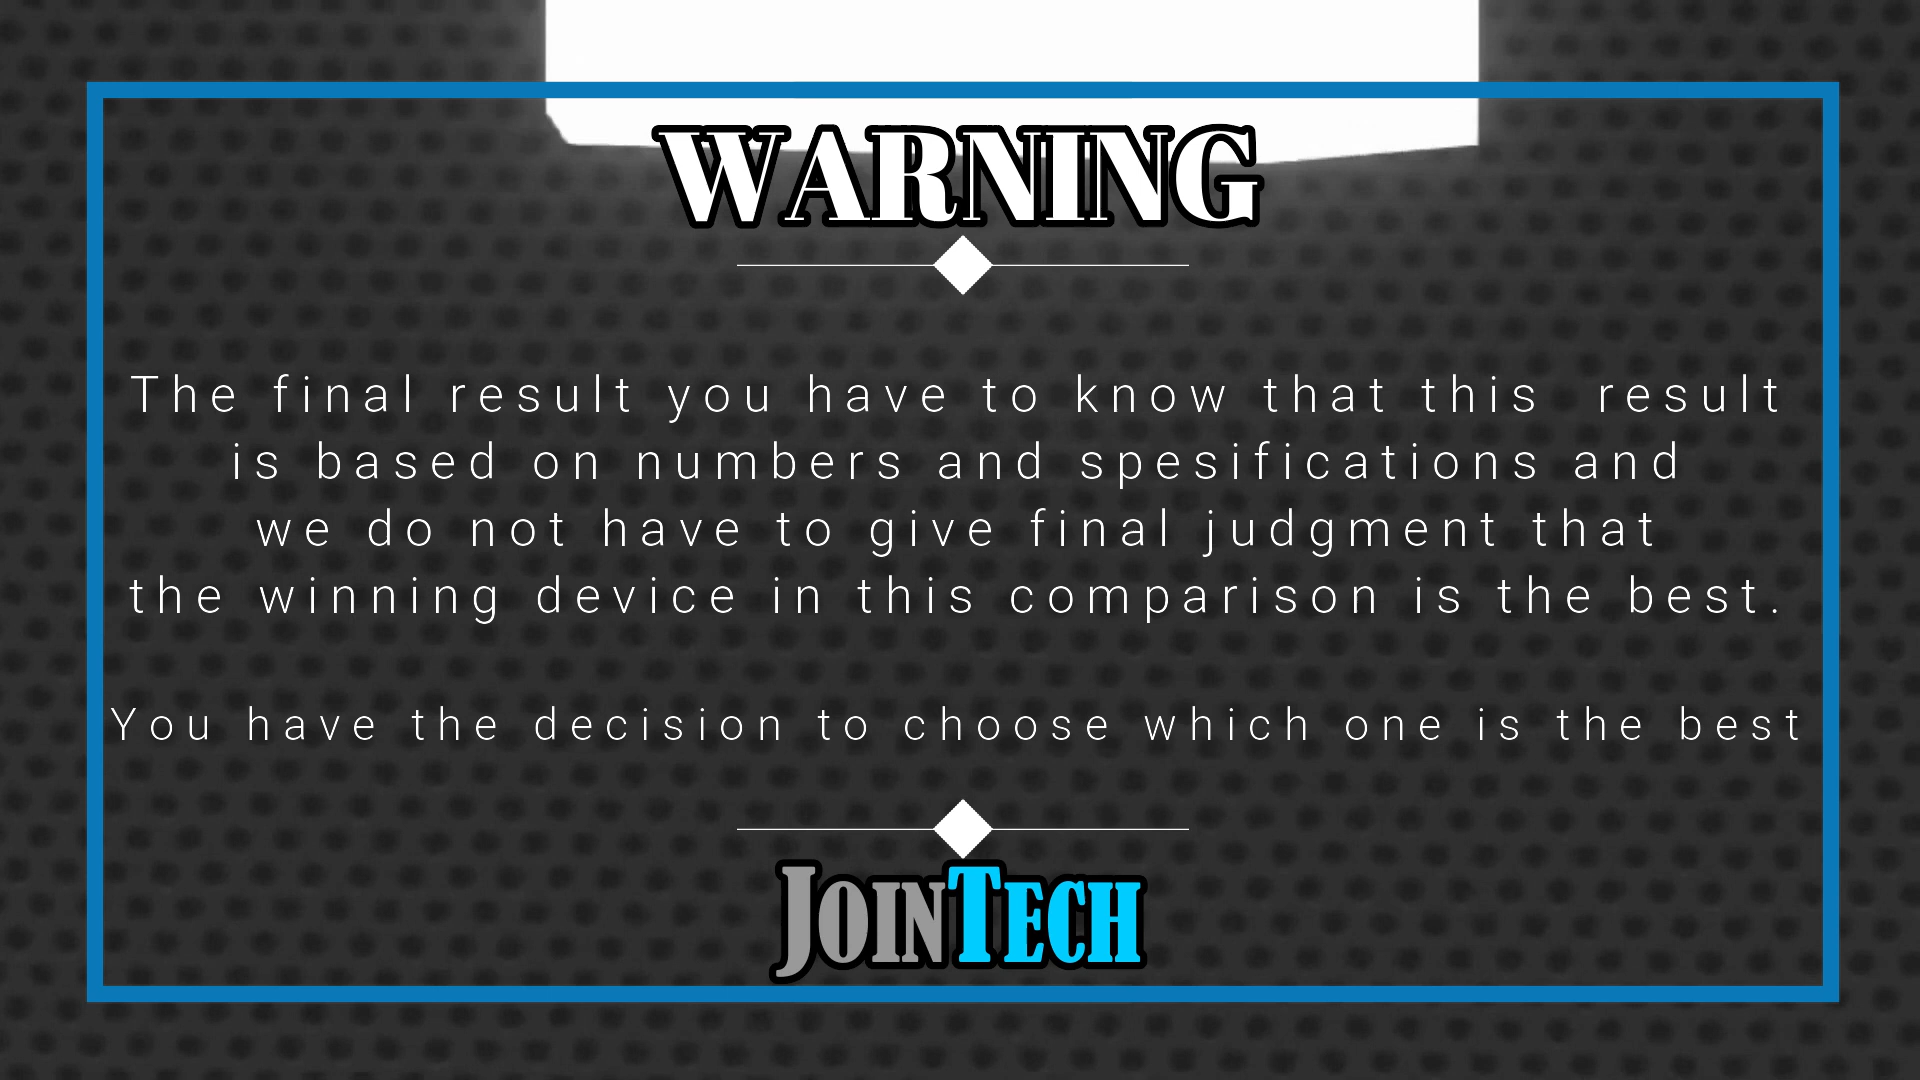 WARNING
The final result you have to know that this result
is based on numbers and spesifications and
we do not have to give final judgment that
the winning device in this comparison is the best.
You have the decision to choose which one is the best
JOINTECH